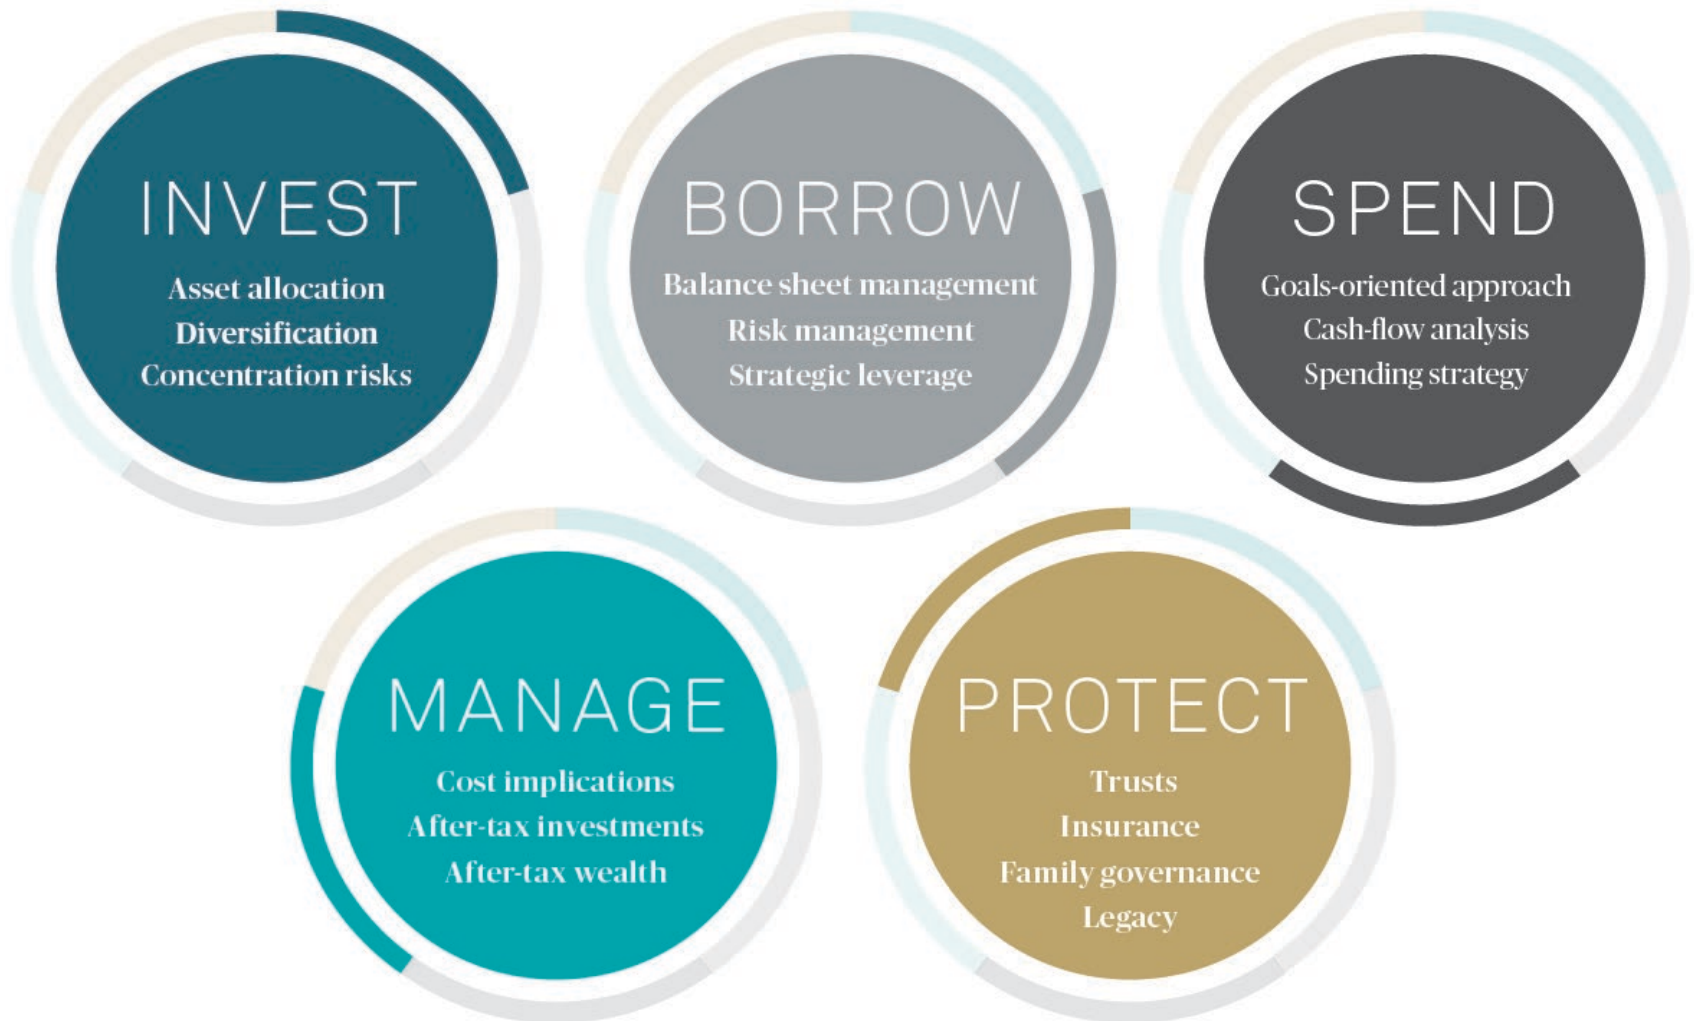 INVEST
Asset allocation
Diversification
Concentration risks
BORROW
Balance sheet management
Risk management
Strategic leverage
SPEND
Goals-oriented approach
Cash-flow analysis
Spending strategy
MANAGE
Cost implications
After-tax investments
After-tax wealth
PROTECT
Trusts
Insurance
Family governance
Legacy